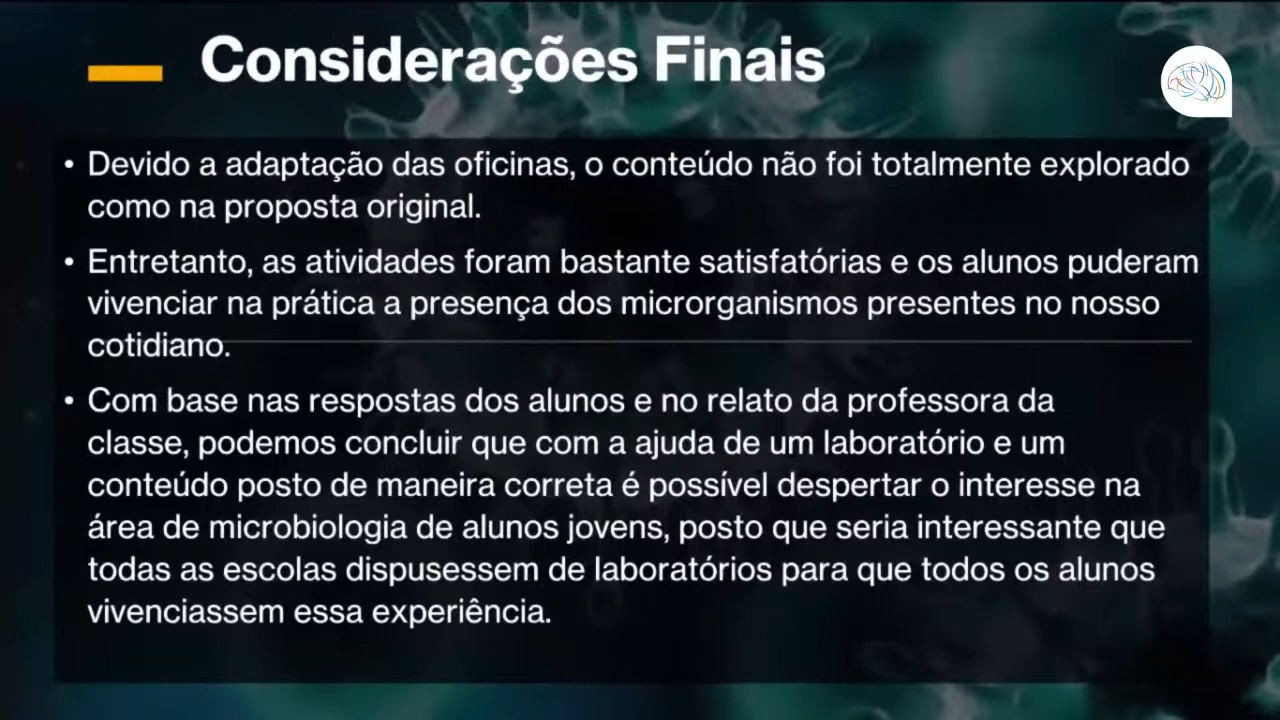 Considerações Finais
• Devido a adaptação das oficinas, o conteúdo não foi totalmente explorado
como na proposta original.
• Entretanto, as atividades foram bastante satisfatórias e os alunos puderam
vivenciar na prática a presença dos microrganismos presentes no nosso
cotidiano.
• Com base nas respostas dos alunos e no relato da professora da
classe, podemos concluir que com a ajuda de um laboratório e um
conteúdo posto de maneira correta é possível despertar o interesse na
área de microbiologia de alunos jovens, posto que seria interessante que
todas as escolas dispusessem de laboratórios para que todos os alunos
vivenciassem essa experiência.